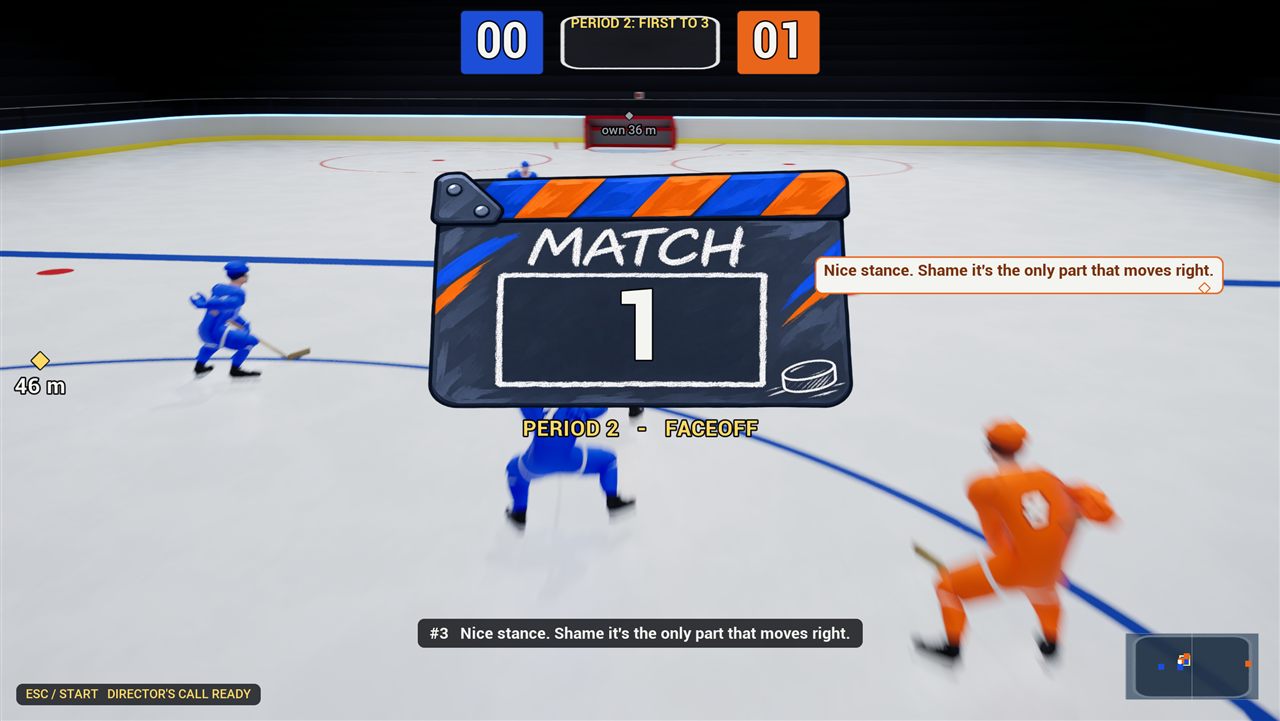 00
PERIOD 2: FIRST TO 3
01
own 36 m
MATCH
1
Nice stance. Shame it's the only part that moves right.
46 m
PERIOD 2 - FACEOFF
#3 Nice stance. Shame it's the only part that moves right.
ESC / START DIRECTOR'S CALL READY